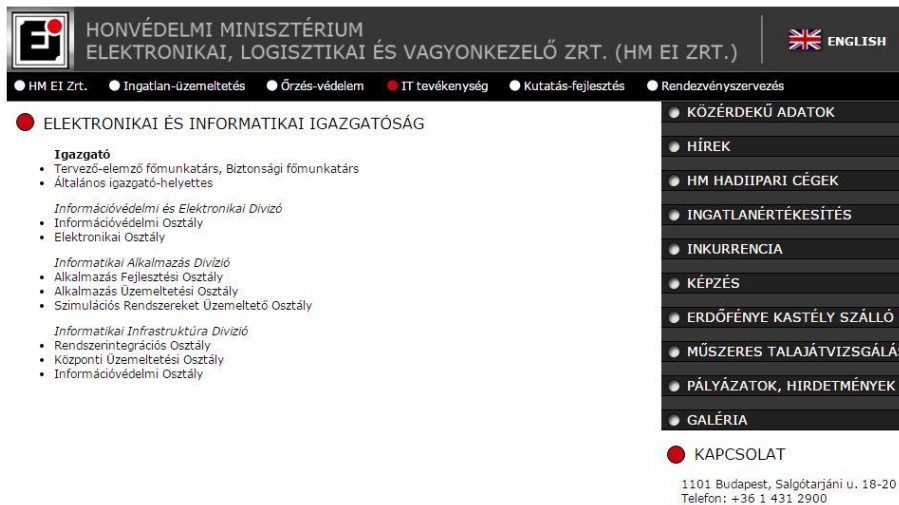 HONVÉDELMI MINISZTÉRIUM
ELEKTRONIKAI, LOGISZTIKAI ÉS VAGYONKEZELŐ ZRT. (HM EI ZRT.)
ENGLISH
HM EI Zrt.
Ingatlan-üzemeltetés
Őrzés-védelem
IT tevékenység
Kutatás-fejlesztés
Rendezvényszervezés
ELEKTRONIKAI ÉS INFORMATIKAI IGAZGATÓSÁG
Igazgató
Tervező-elemző főmunkatárs, Biztonsági főmunkatárs
Általános igazgató-helyettes
Információvédelmi és Elektronikai Divizó
Információvédelmi Osztály
Elektronikai Osztály
Informatikai Alkalmazás Divízió
Alkalmazás Fejlesztési Osztály
Alkalmazás Üzemeltetési Osztály
Szimulációs Rendszereket Üzemeltető Osztály
Informatikai Infrastruktúra Divizió
Rendszerintegrációs Osztály
Központi Üzemeltetési Osztály
Információvédelmi Osztály
KÖZÉRDEKŰ ADATOK
HÍREK
HM HADIIPARI CÉGEK
INGATLANÉRTÉKESÍTÉS
INKURRENCIA
KÉPZÉS
ERDŐFÉNYE KASTÉLY SZÁLLÓ
MŰSZERES TALAJÁTVIZSGÁLÁS
PÁLYÁZATOK, HIRDETMÉNYEK
GALÉRIA
KAPCSOLAT
1101 Budapest, Salgótarjáni u. 18-20
Telefon: +36 1 431 2900